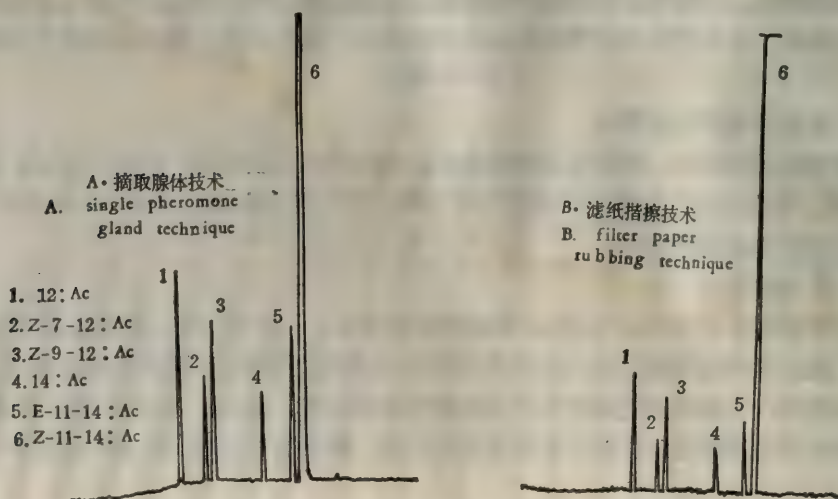 A. 摘取腺体技术
A. single pheromone
gland technique
1. 12:Ac
2. Z-7-12:Ac
3. Z-9-12:Ac
4. 14:Ac
5. E-11-14:Ac
6. Z-11-14:Ac
1
2
3
4
5
6
B. 滤纸揩擦技术
B. filter paper
rubbing technique
1
2
3
4
5
6